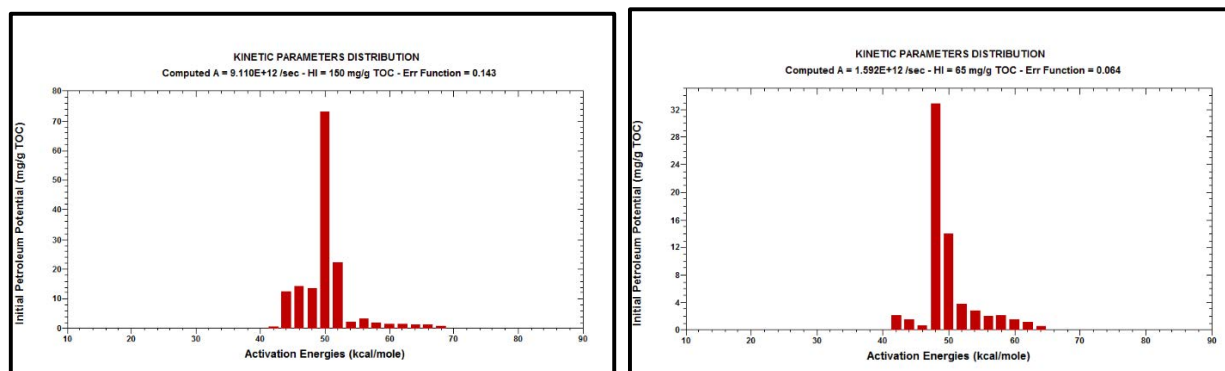 KINETIC PARAMETERS DISTRIBUTION
Computed A = 9.110E+12 /sec - HI = 150 mg/g TOC - Err Function = 0.143
Initial Petroleum Potential (mg/g TOC)
80
70
60
50
40
30
20
10
0
10 20 30 40 50 60 70 80 90
Activation Energies (kcal/mole)
KINETIC PARAMETERS DISTRIBUTION
Computed A = 1.592E+12 /sec - HI = 65 mg/g TOC - Err Function = 0.064
Initial Petroleum Potential (mg/g TOC)
32
28
24
20
16
12
8
4
0
10 20 30 40 50 60 70 80 90
Activation Energies (kcal/mole)